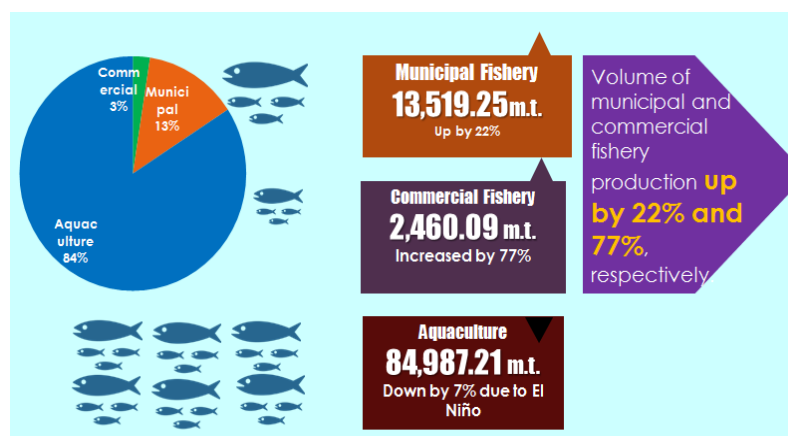 Comm
ercial
3%
Munici
pal
13%
Aquac
ulture
84%
Municipal Fishery
13,519.25m.t.
Up by 22%
Commercial Fishery
2,460.09 m.t.
Increased by 77%
Aquaculture
84,987.21 m.t.
Down by 7% due to El
Niño
Volume of
municipal and
commercial
fishery
production up
by 22% and
77%,
respectively